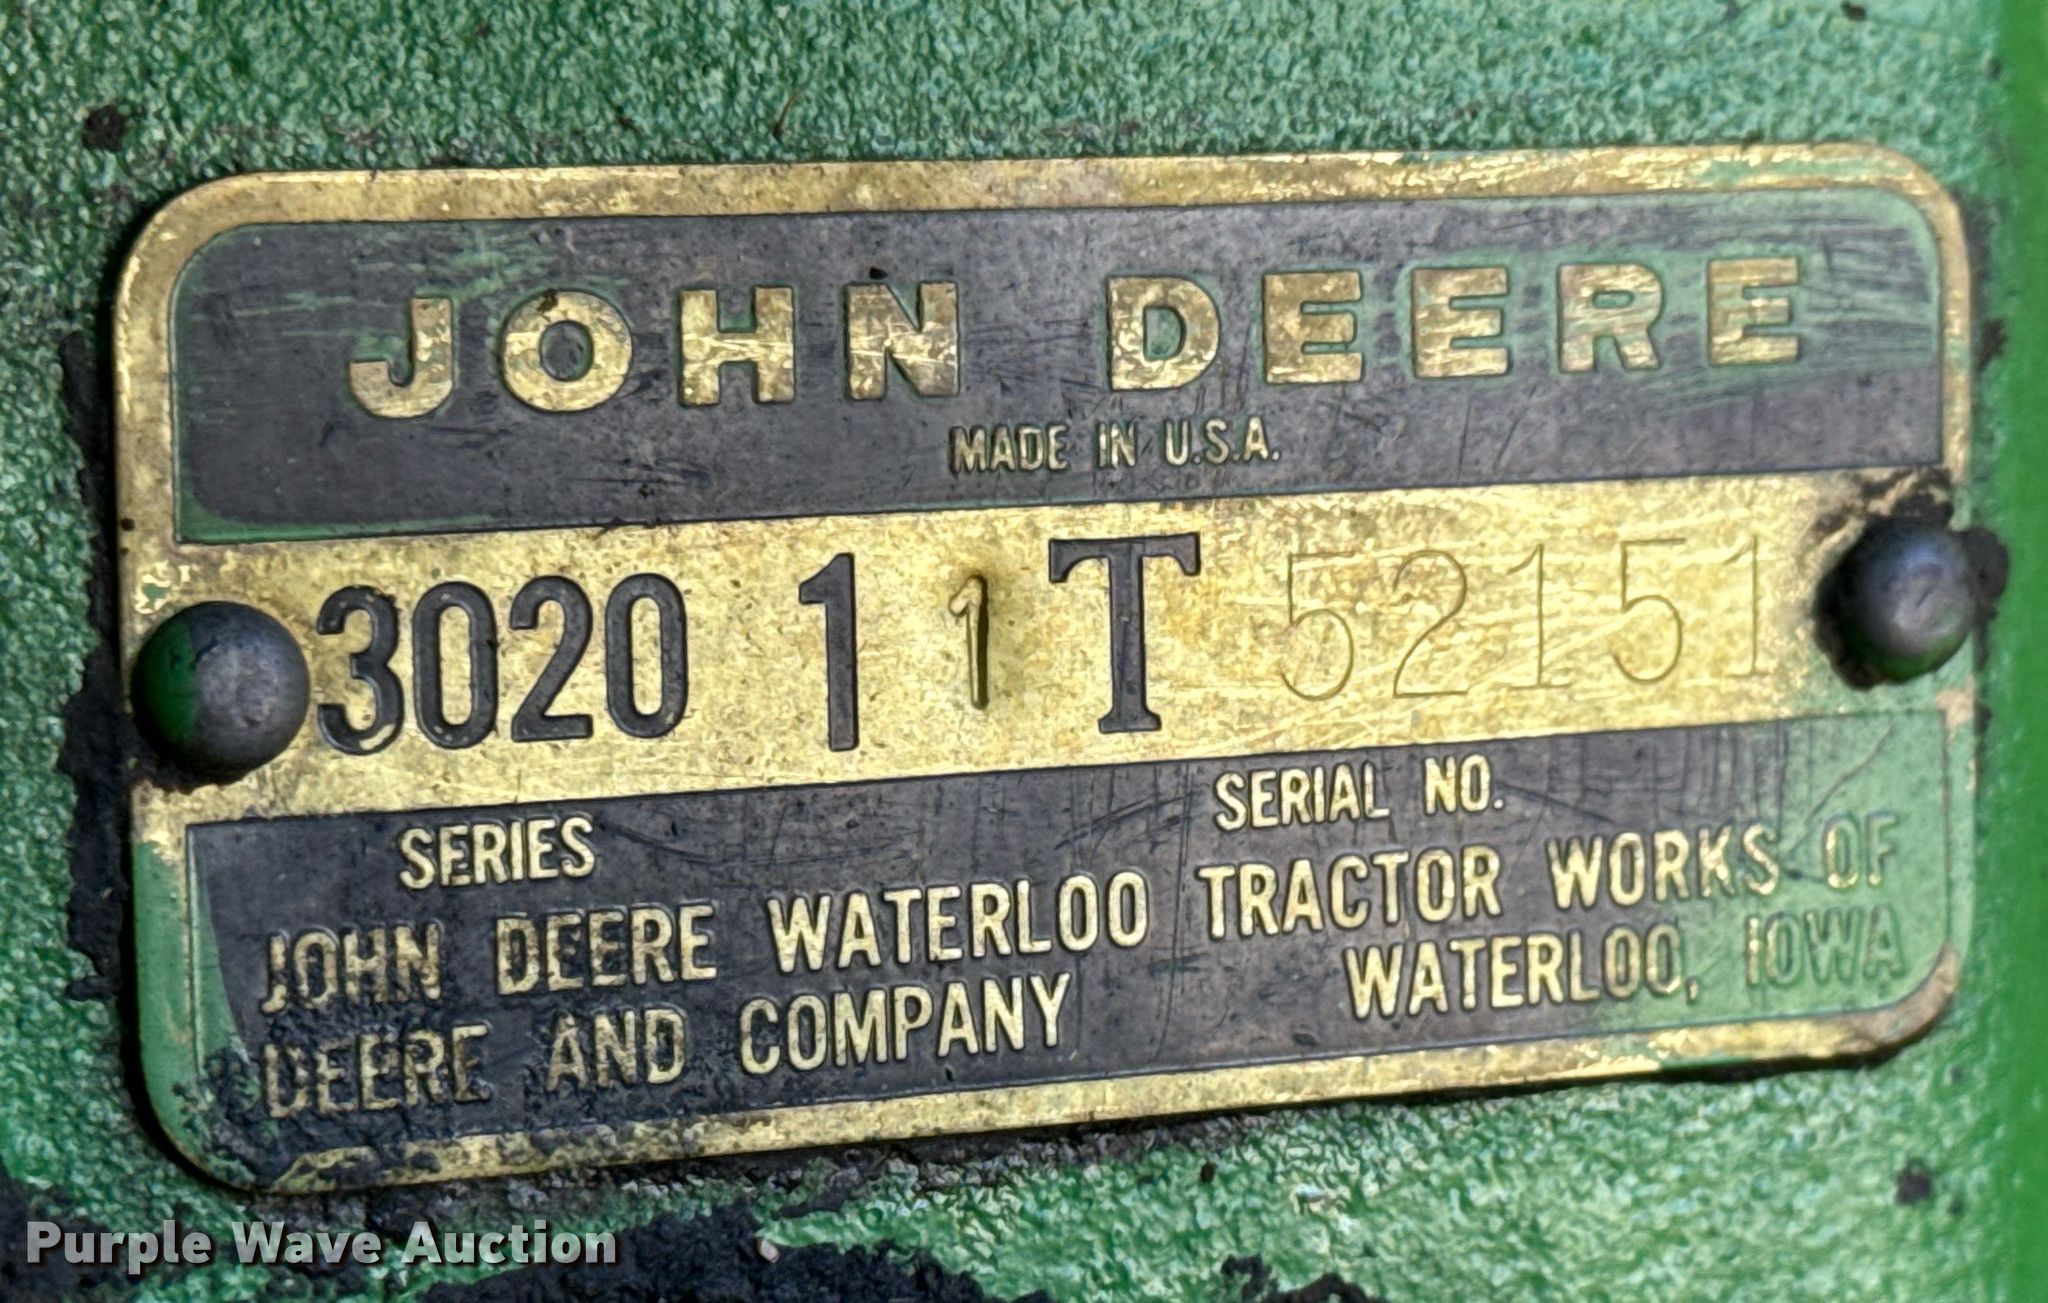 JOHN DEERE
MADE IN U.S.A.
3020 1 1 T 52151
SERIES SERIAL NO.
JOHN DEERE WATERLOO TRACTOR WORKS OF
DEERE AND COMPANY WATERLOO, IOWA
Purple Wave Auction